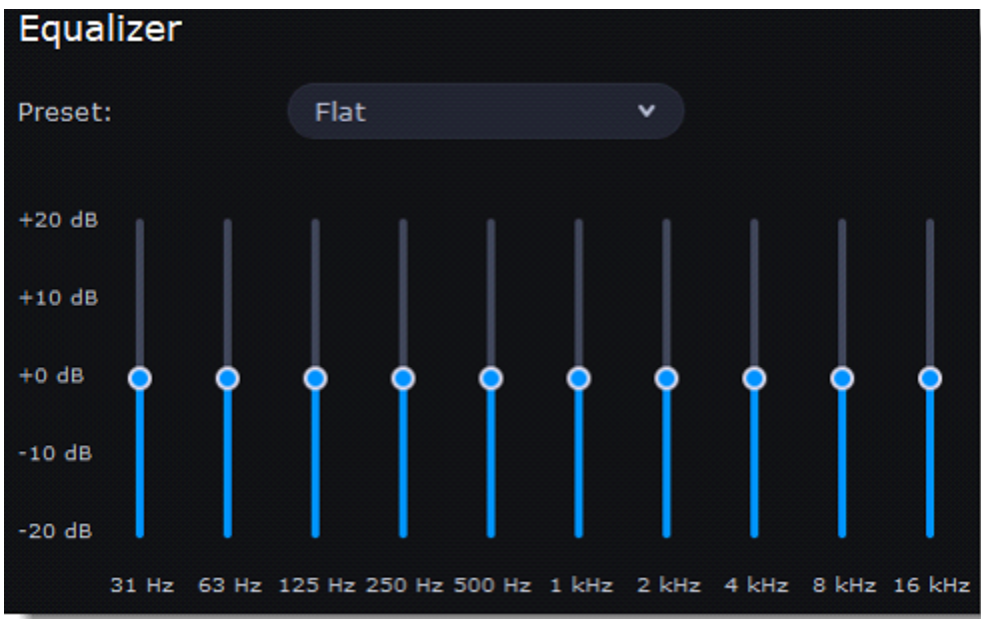 Equalizer
Preset:
Flat
+20 dB
+10 dB
+0 dB
-10 dB
-20 dB
31 Hz 63 Hz 125 Hz 250 Hz 500 Hz 1 kHz 2 kHz 4 kHz 8 kHz 16 kHz